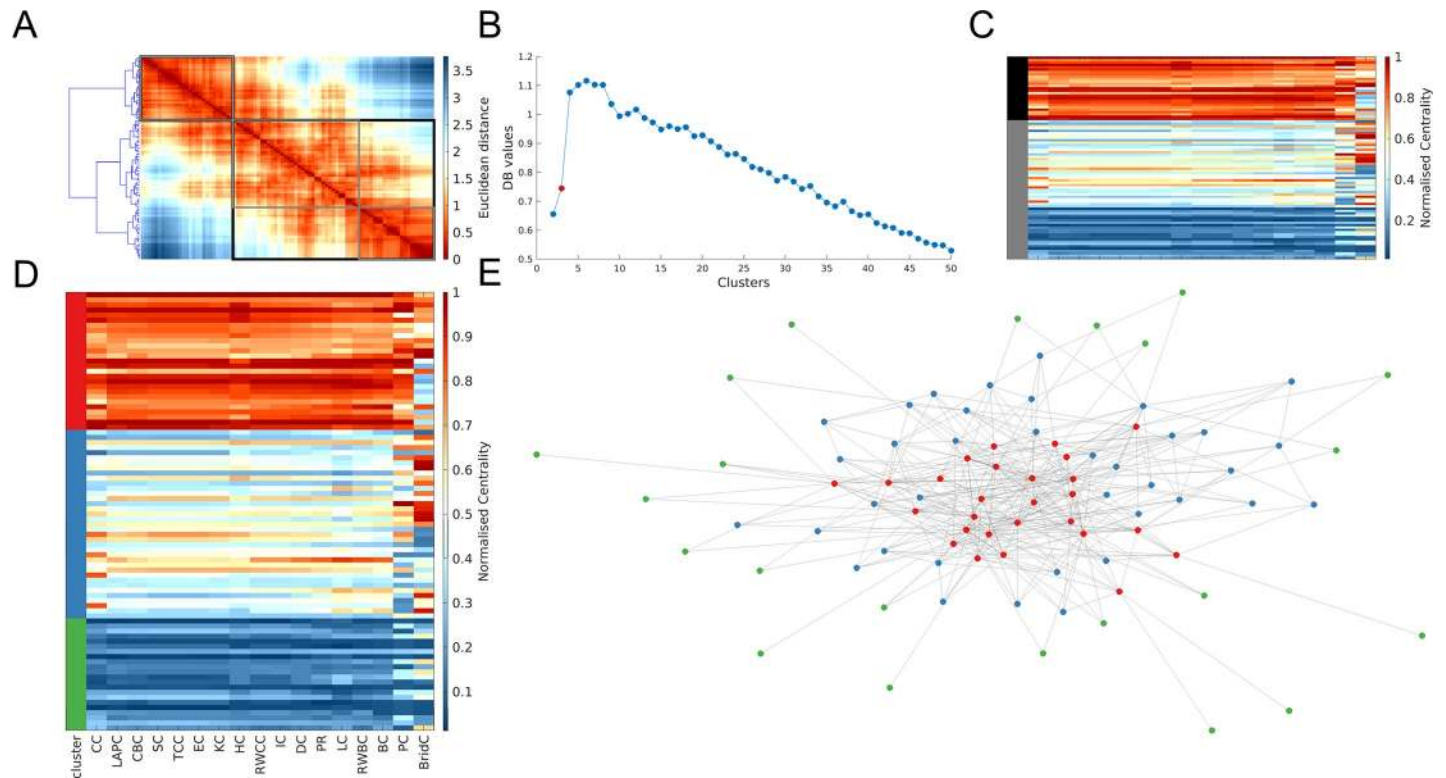 A
3.5
3
2.5
2
1.5
1
0.5
0
Euclidean distance
B
1.2
1.1
1
0.9
0.8
0.7
0.6
0.5
DB values
0 5 10 15 20 25 30 35 40 45 50
Clusters
C
1
0.8
0.6
0.4
0.2
Normalised Centrality
D
1
0.9
0.8
0.7
0.6
0.5
0.4
0.3
0.2
0.1
Normalised Centrality
cluster
CC
LAPC
CBC
SC
TCC
EC
KC
HC
RWCC
IC
DC
PR
LC
RWBC
BC
PC
BridC
E